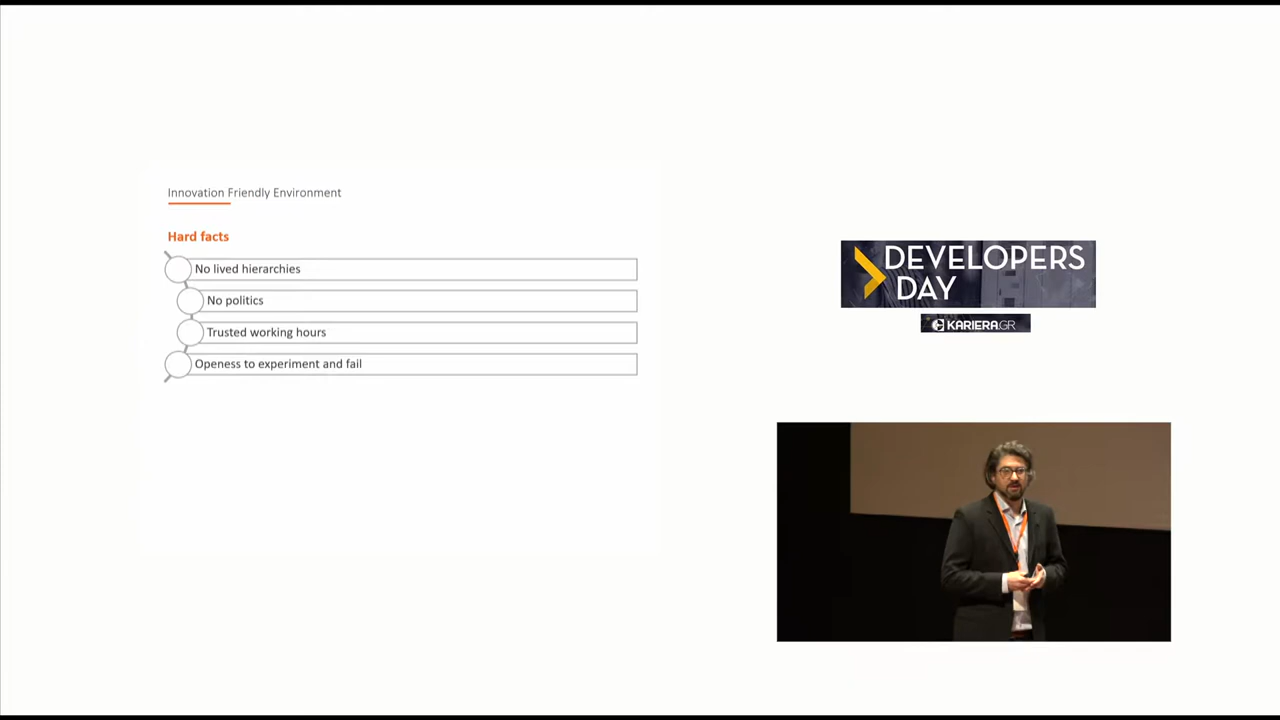 Innovation Friendly Environment
Hard facts
No lived hierarchies
No politics
Trusted working hours
Openess to experiment and fail
DEVELOPERS
DAY
KARIERA.GR